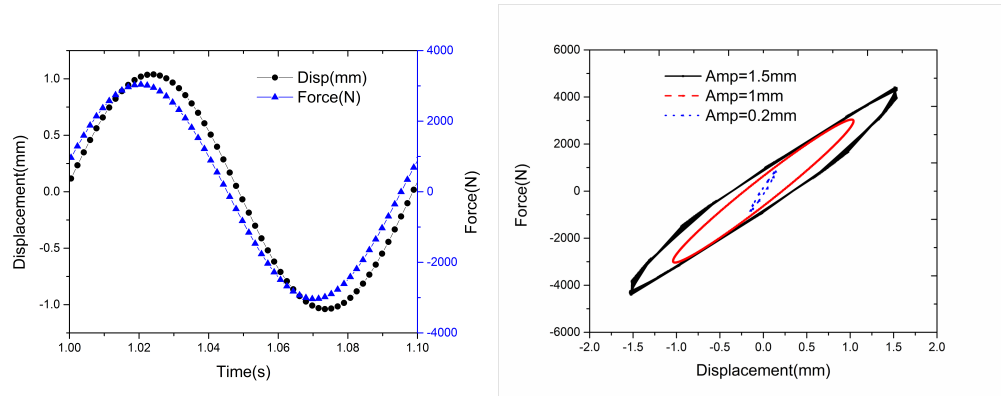 Disp(mm)
Force(N)
1.0
0.5
0.0
-0.5
-1.0
Displacement(mm)
4000
2000
0
-2000
-4000
Force(N)
1.00 1.02 1.04 1.06 1.08 1.10
Time(s)
Amp=1.5mm
Amp=1mm
Amp=0.2mm
6000
4000
2000
0
-2000
-4000
-6000
Force(N)
-2.0 -1.5 -1.0 -0.5 0.0 0.5 1.0 1.5 2.0
Displacement(mm)